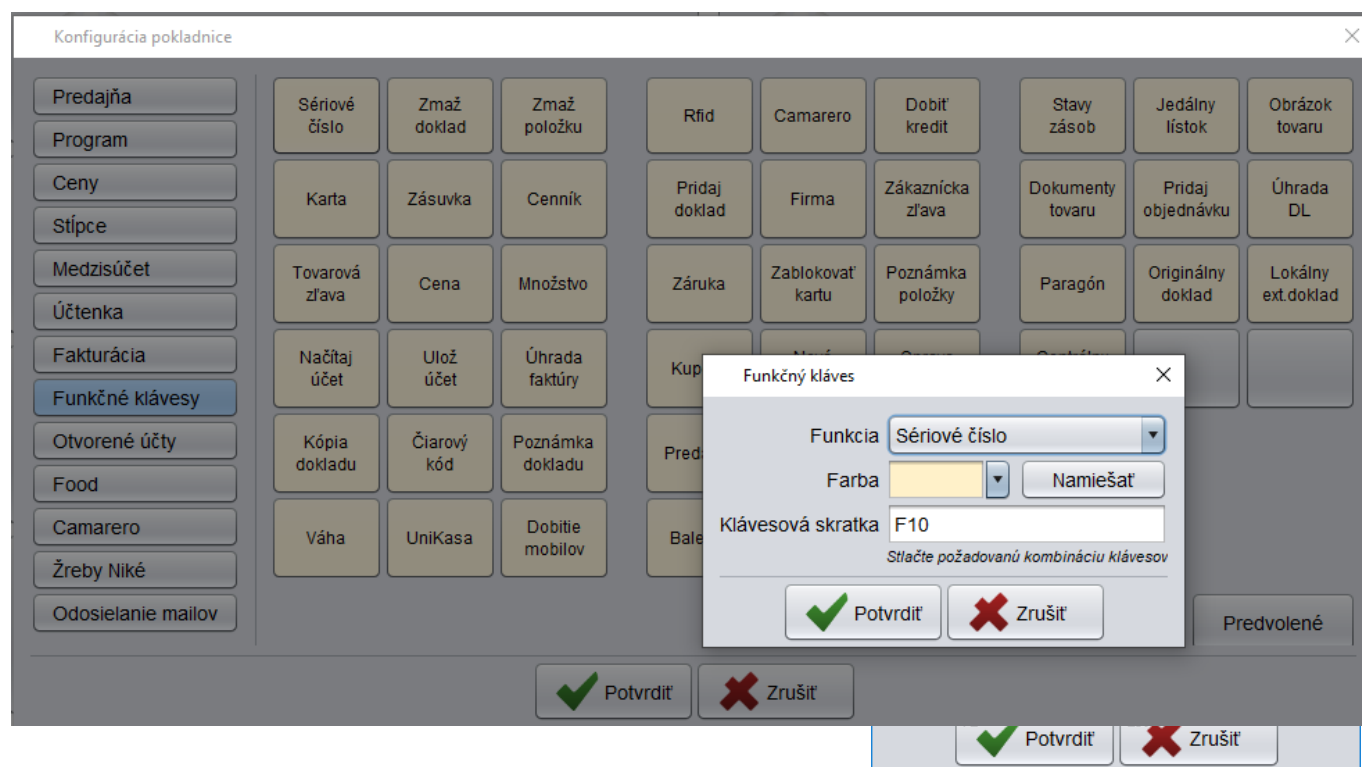 Konfigurácia pokladnice
Predajňa
Program
Ceny
Stĺpce
Medzisúčet
Účtenka
Fakturácia
Funkčné klávesy
Otvorené účty
Food
Camarero
Žreby Niké
Odosielanie mailov
Sériové
číslo
Zmaž
doklad
Zmaž
položku
Rfid
Camarero
Dobiť
kredit
Stavy
zásob
Jedálny
lístok
Obrázok
tovaru
Karta
Zásuvka
Cenník
Pridaj
doklad
Firma
Zákaznícka
zľava
Dokumenty
tovaru
Pridaj
objednávku
Úhrada
DL
Tovarová
zľava
Cena
Množstvo
Záruka
Zablokovať
kartu
Poznámka
položky
Paragón
Originálny
doklad
Lokálny
ext.doklad
Načítaj
účet
Ulož
účet
Úhrada
faktúry
Kup
Kópia
dokladu
Čiarový
kód
Poznámka
dokladu
Pred
Váha
UniKasa
Dobitie
mobilov
Bale
Funkčný kláves
Funkcia Sériové číslo
Farba Namiešať
Klávesová skratka F10
Stlačte požadovanú kombináciu klávesov
Potvrdiť Zrušiť
Predvolené
Potvrdiť Zrušiť
Potvrdiť Zrušiť